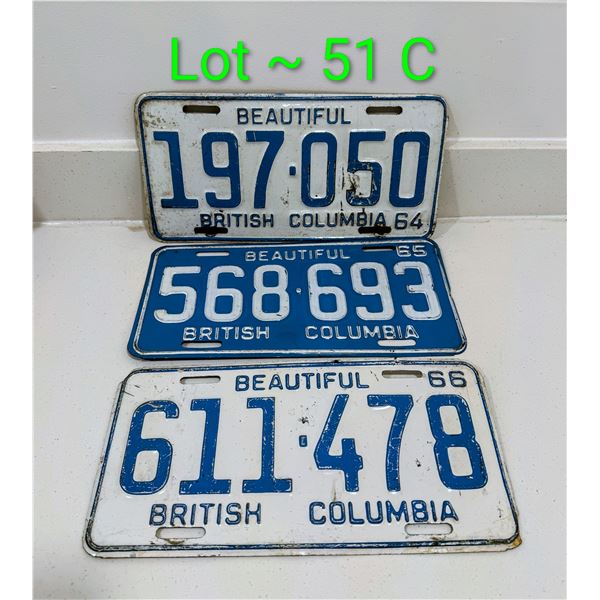 Lot ~ 51 C
BEAUTIFUL
197·050
BRITISH COLUMBIA 64
BEAUTIFUL 65
568·693
BRITISH COLUMBIA
BEAUTIFUL 66
611·478
BRITISH COLUMBIA